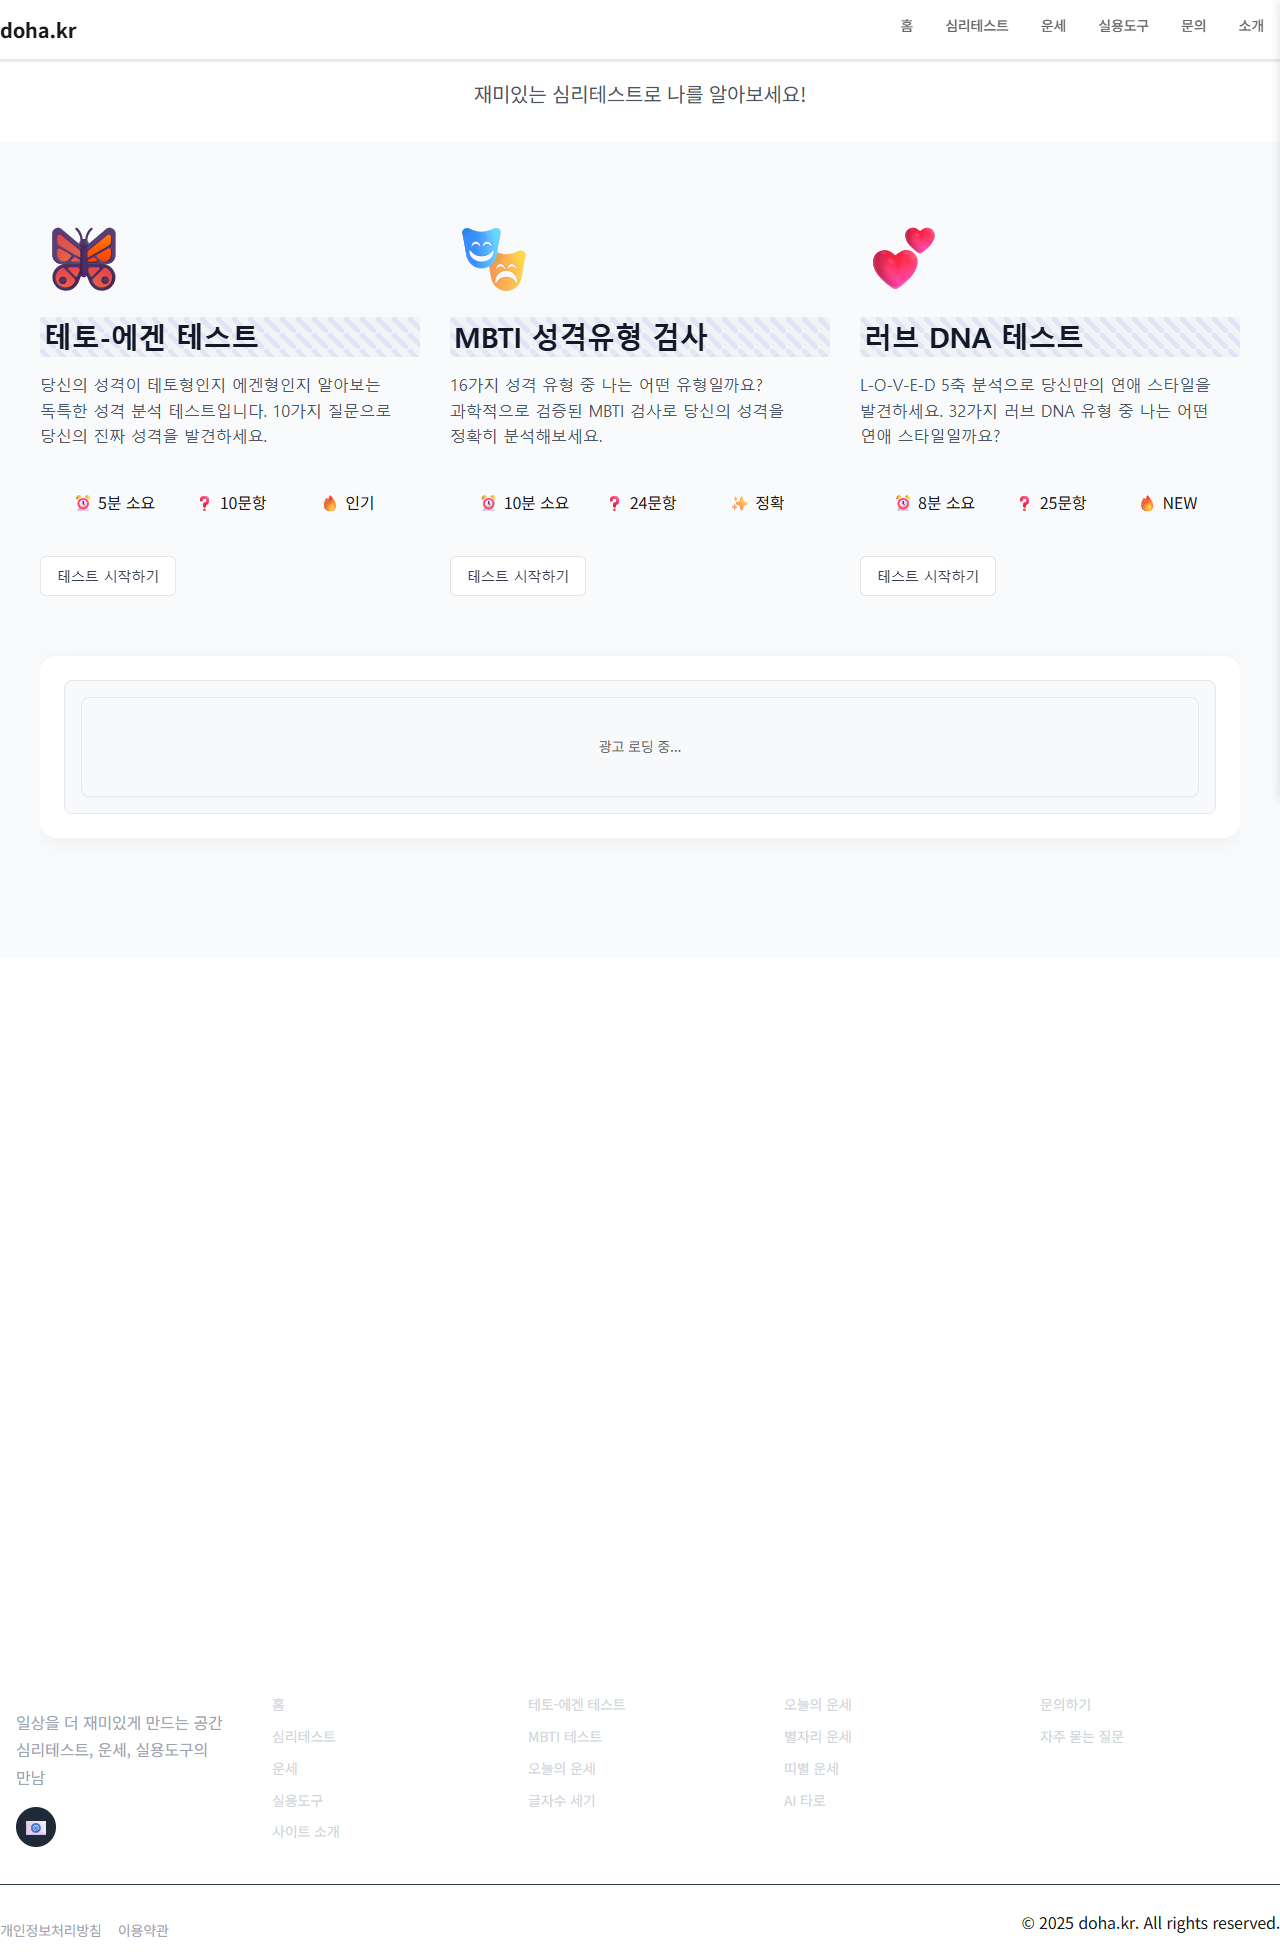 doha.kr
홈 심리테스트 운세 실용도구 문의 소개
재미있는 심리테스트로 나를 알아보세요!
테토-에겐 테스트
당신의 성격이 테토형인지 에겐형인지 알아보는
독특한 성격 분석 테스트입니다. 10가지 질문으로
당신의 진짜 성격을 발견하세요.
5분 소요 10문항 인기
테스트 시작하기
MBTI 성격유형 검사
16가지 성격 유형 중 나는 어떤 유형일까요?
과학적으로 검증된 MBTI 검사로 당신의 성격을
정확히 분석해보세요.
10분 소요 24문항 정확
테스트 시작하기
러브 DNA 테스트
L-O-V-E-D 5축 분석으로 당신만의 연애 스타일을
발견하세요. 32가지 러브 DNA 유형 중 나는 어떤
연애 스타일일까요?
8분 소요 25문항 NEW
테스트 시작하기
광고 로딩 중...
일상을 더 재미있게 만드는 공간
심리테스트, 운세, 실용도구의
만남
홈
심리테스트
운세
실용도구
사이트 소개
테토-에겐 테스트
MBTI 테스트
오늘의 운세
글자수 세기
오늘의 운세
별자리 운세
띠별 운세
AI 타로
문의하기
자주 묻는 질문
개인정보처리방침 이용약관
© 2025 doha.kr. All rights reserved.